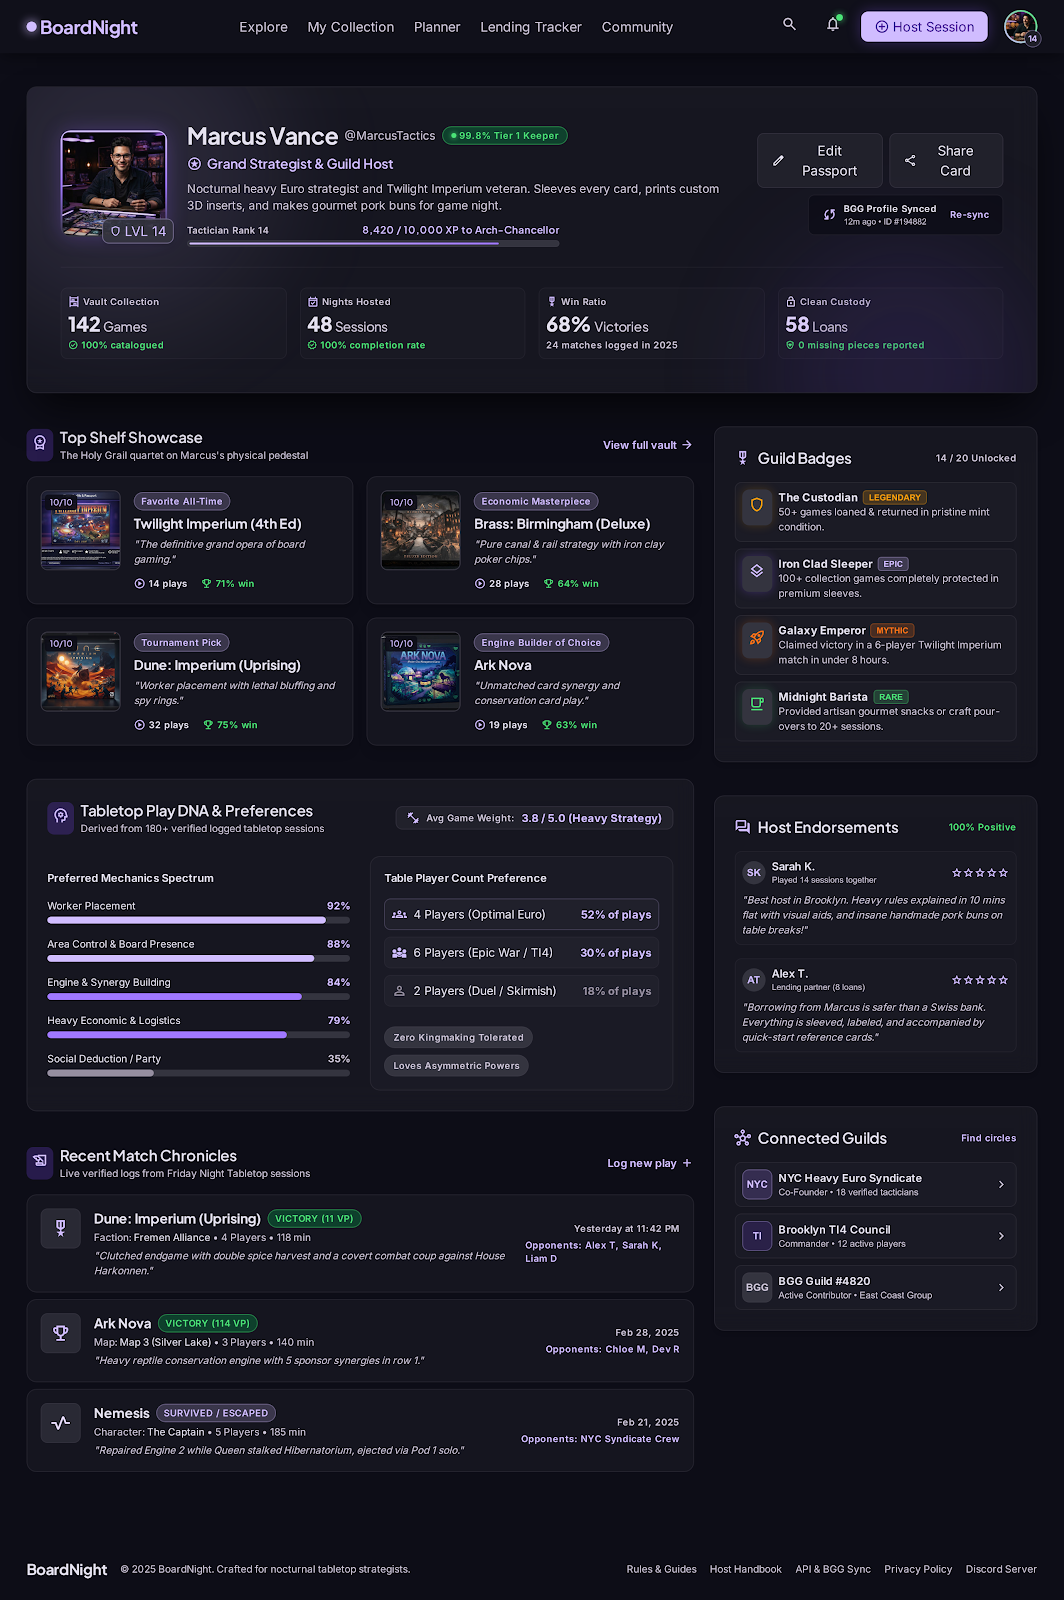 BoardNight
Explore
My Collection
Planner
Lending Tracker
Community
Host Session
14
LVL 14
Marcus Vance @MarcusTactics 99.8% Tier 1 Keeper
Grand Strategist & Guild Host
Nocturnal heavy Euro strategist and Twilight Imperium veteran. Sleeves every card, prints custom
3D inserts, and makes gourmet pork buns for game night.
Tactician Rank 14
8,420 / 10,000 XP to Arch-Chancellor
Edit
Passport
Share
Card
BGG Profile Synced
12m ago • ID #194882
Re-sync
Vault Collection
142 Games
100% catalogued
Nights Hosted
48 Sessions
100% completion rate
Win Ratio
68% Victories
24 matches logged in 2025
Clean Custody
58 Loans
0 missing pieces reported
Top Shelf Showcase
The Holy Grail quartet on Marcus's physical pedestal
View full vault
10/10
Favorite All-Time
Twilight Imperium (4th Ed)
"The definitive grand opera of board
gaming."
14 plays
71% win
10/10
Economic Masterpiece
Brass: Birmingham (Deluxe)
"Pure canal & rail strategy with iron clay
poker chips."
28 plays
64% win
10/10
Tournament Pick
Dune: Imperium (Uprising)
"Worker placement with lethal bluffing and
spy rings."
32 plays
75% win
10/10
ARK NOVA
Engine Builder of Choice
Ark Nova
"Unmatched card synergy and
conservation card play."
19 plays
63% win
Tabletop Play DNA & Preferences
Derived from 180+ verified logged tabletop sessions
Avg Game Weight: 3.8 / 5.0 (Heavy Strategy)
Preferred Mechanics Spectrum
Worker Placement
92%
Area Control & Board Presence
88%
Engine & Synergy Building
84%
Heavy Economic & Logistics
79%
Social Deduction / Party
35%
Table Player Count Preference
4 Players (Optimal Euro)
52% of plays
6 Players (Epic War / TI4)
30% of plays
2 Players (Duel / Skirmish)
18% of plays
Zero Kingmaking Tolerated
Loves Asymmetric Powers
Recent Match Chronicles
Live verified logs from Friday Night Tabletop sessions
Log new play
Dune: Imperium (Uprising) VICTORY (11 VP)
Faction: Fremen Alliance • 4 Players • 118 min
"Clutched endgame with double spice harvest and a covert combat coup against House
Harkonnen."
Yesterday at 11:42 PM
Opponents: Alex T, Sarah K,
Liam D
Ark Nova VICTORY (114 VP)
Map: Map 3 (Silver Lake) • 3 Players • 140 min
"Heavy reptile conservation engine with 5 sponsor synergies in row 1."
Feb 28, 2025
Opponents: Chloe M, Dev R
Nemesis SURVIVED / ESCAPED
Character: The Captain • 5 Players • 185 min
"Repaired Engine 2 while Queen stalked Hibernatorium, ejected via Pod 1 solo."
Feb 21, 2025
Opponents: NYC Syndicate Crew
Guild Badges
14 / 20 Unlocked
The Custodian LEGENDARY
50+ games loaned & returned in pristine mint
condition.
Iron Clad Sleeper EPIC
100+ collection games completely protected in
premium sleeves.
Galaxy Emperor MYTHIC
Claimed victory in a 6-player Twilight Imperium
match in under 8 hours.
Midnight Barista RARE
Provided artisan gourmet snacks or craft pour-
overs to 20+ sessions.
Host Endorsements
100% Positive
SK
Sarah K.
Played 14 sessions together
"Best host in Brooklyn. Heavy rules explained in 10 mins
flat with visual aids, and insane handmade pork buns on
table breaks!"
AT
Alex T.
Lending partner (8 loans)
"Borrowing from Marcus is safer than a Swiss bank.
Everything is sleeved, labeled, and accompanied by
quick-start reference cards."
Connected Guilds
Find circles
NYC
NYC Heavy Euro Syndicate
Co-Founder • 18 verified tacticians
TI
Brooklyn TI4 Council
Commander • 12 active players
BGG
BGG Guild #4820
Active Contributor • East Coast Group
BoardNight
© 2025 BoardNight. Crafted for nocturnal tabletop strategists.
Rules & Guides
Host Handbook
API & BGG Sync
Privacy Policy
Discord Server